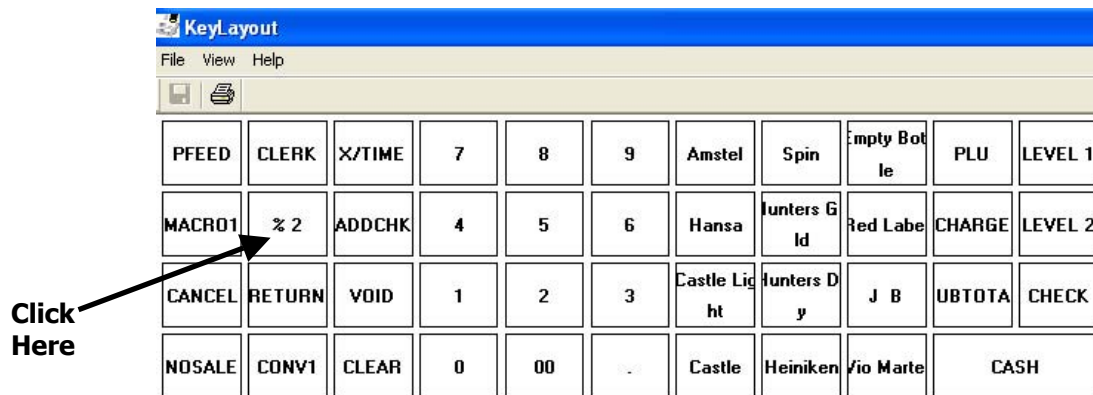 KeyLayout
File View Help
PFEED CLERK X/TIME 7 8 9 Amstel Spin Empty Bot
le PLU LEVEL 1
MACRO1 % 2 ADDCHK 4 5 6 Hansa Hunters G
ld Red Labe CHARGE LEVEL 2
CANCEL RETURN VOID 1 2 3 Castle Lig
ht Hunters D
y J B UBTOTA CHECK
Click
Here
NOSALE CONV1 CLEAR 0 00 . Castle Heiniken Vio Marte CASH